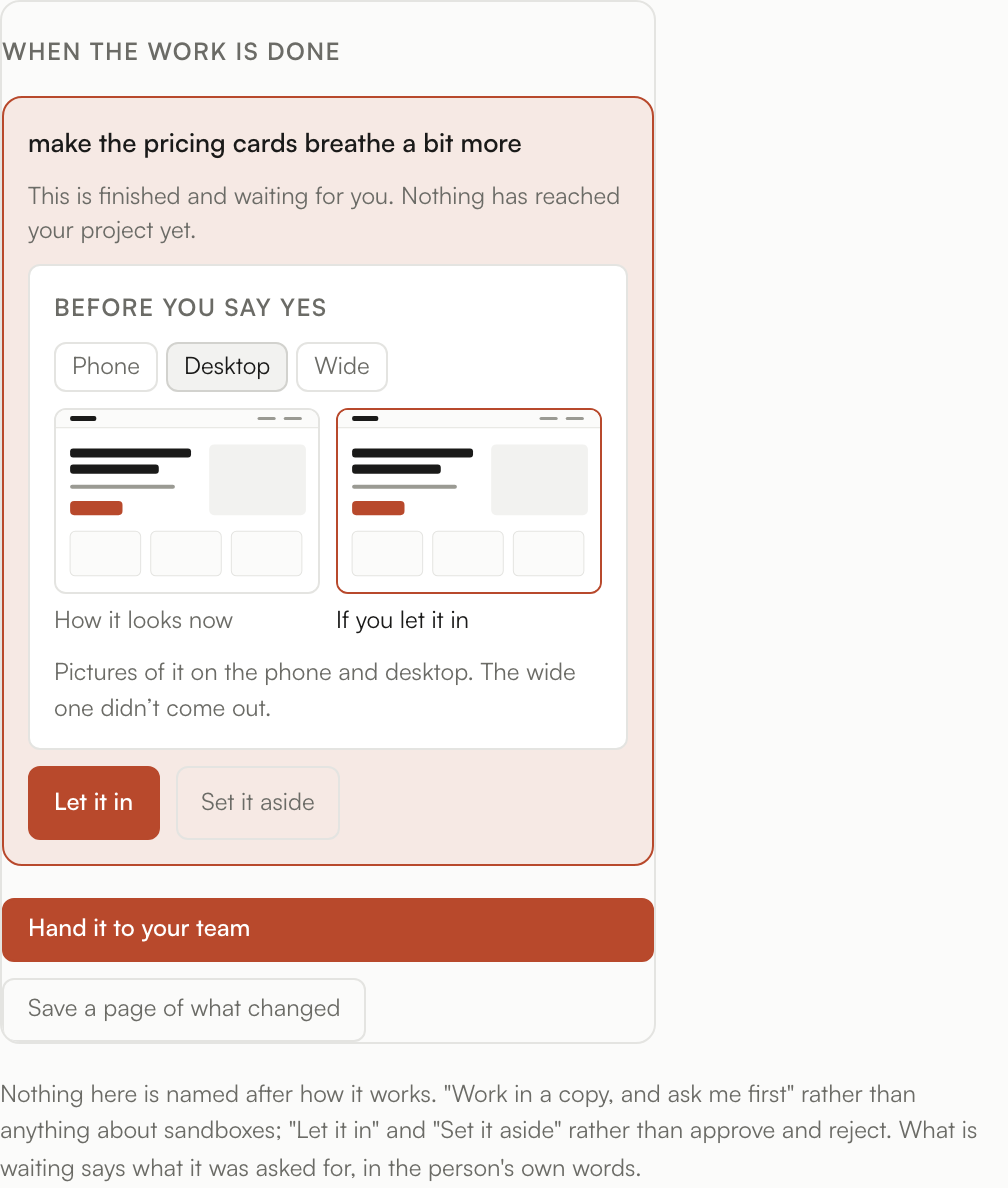 WHEN THE WORK IS DONE
make the pricing cards breathe a bit more
This is finished and waiting for you. Nothing has reached
your project yet.
BEFORE YOU SAY YES
Phone
Desktop
Wide
How it looks now
If you let it in
Pictures of it on the phone and desktop. The wide
one didn’t come out.
Let it in
Set it aside
Hand it to your team
Save a page of what changed
Nothing here is named after how it works. "Work in a copy, and ask me first" rather than
anything about sandboxes; "Let it in" and "Set it aside" rather than approve and reject. What is
waiting says what it was asked for, in the person's own words.